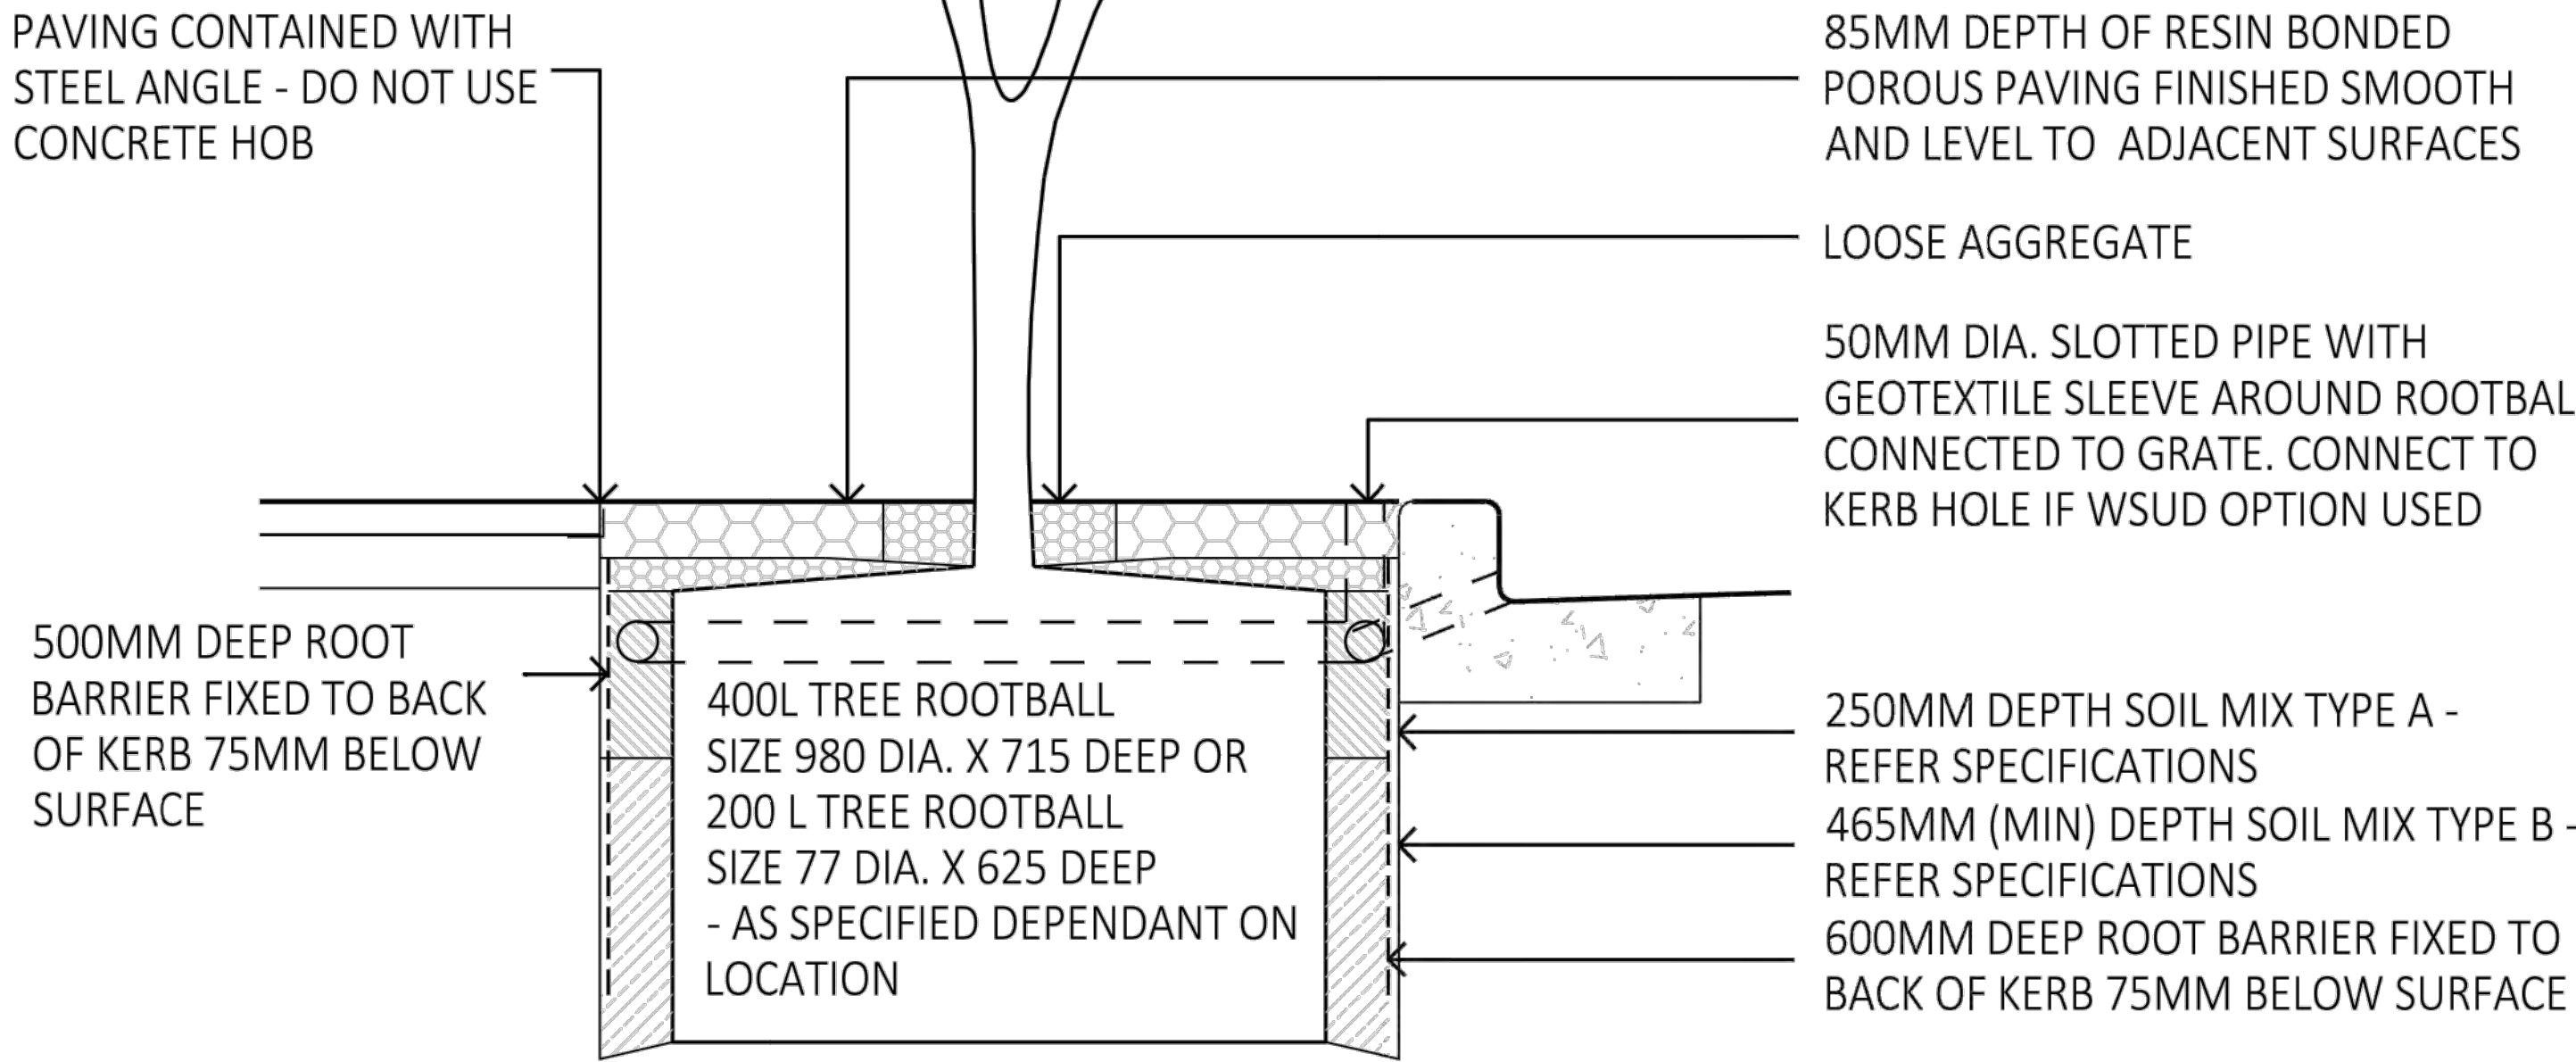 PAVING CONTAINED WITH
STEEL ANGLE - DO NOT USE
CONCRETE HOB
85MM DEPTH OF RESIN BONDED
POROUS PAVING FINISHED SMOOTH
AND LEVEL TO ADJACENT SURFACES
LOOSE AGGREGATE
50MM DIA. SLOTTED PIPE WITH
GEOTEXTILE SLEEVE AROUND ROOTBAL
CONNECTED TO GRATE. CONNECT TO
KERB HOLE IF WSUD OPTION USED
500MM DEEP ROOT
BARRIER FIXED TO BACK
OF KERB 75MM BELOW
SURFACE
400L TREE ROOTBALL
SIZE 980 DIA. X 715 DEEP OR
200 L TREE ROOTBALL
SIZE 77 DIA. X 625 DEEP
- AS SPECIFIED DEPENDANT ON
LOCATION
250MM DEPTH SOIL MIX TYPE A -
REFER SPECIFICATIONS
465MM (MIN) DEPTH SOIL MIX TYPE B -
REFER SPECIFICATIONS
600MM DEEP ROOT BARRIER FIXED TO
BACK OF KERB 75MM BELOW SURFACE